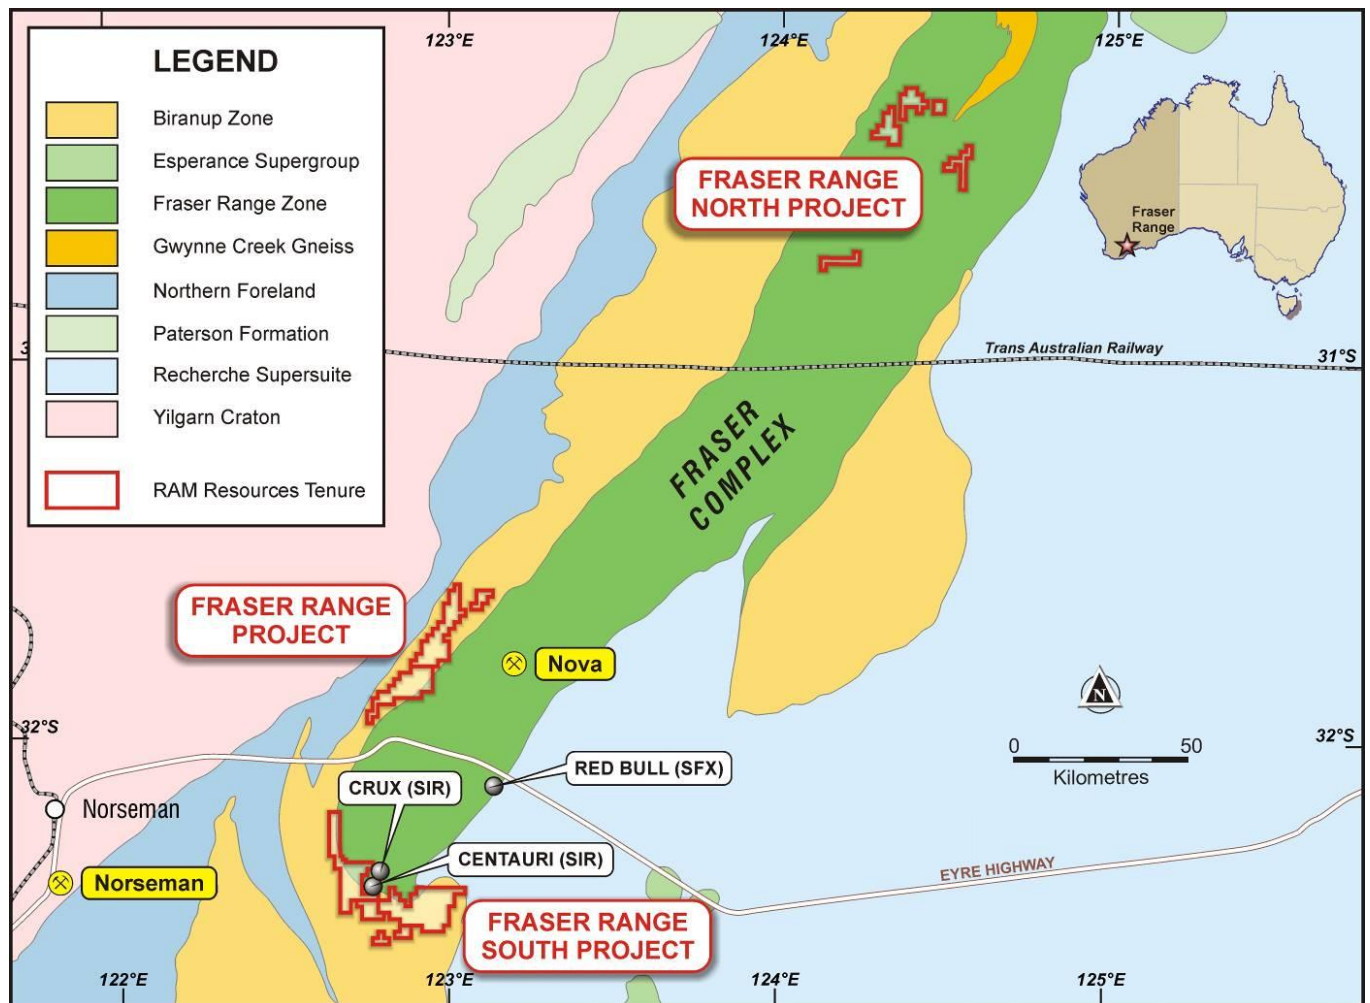 123°E
124°E
125°E
LEGEND
Biranup Zone
Esperance Supergroup
Fraser Range Zone
Gwynne Creek Gneiss
Northern Foreland
Paterson Formation
Recherche Supersuite
Yilgarn Craton
RAM Resources Tenure
FRASER RANGE
NORTH PROJECT
Fraser
Range
Trans Australian Railway
31°S
FRASER
COMPLEX
FRASER RANGE
PROJECT
Nova
N
32°S
32°S
0
50
Kilometres
RED BULL (SFX)
CRUX (SIR)
Norseman
CENTAURI (SIR)
Norseman
EYRE HIGHWAY
FRASER RANGE
SOUTH PROJECT
122°E
123°E
124°E
125°E